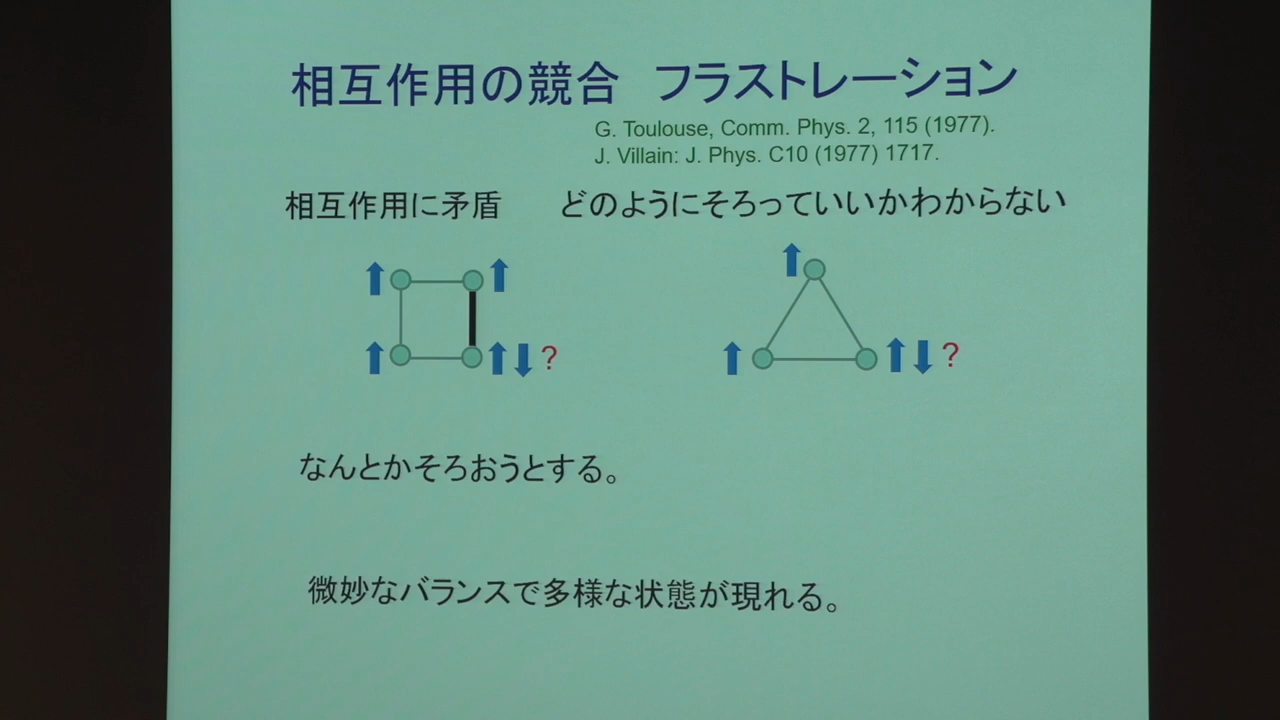 相互作用の競合　フラストレーション
G. Toulouse, Comm. Phys. 2, 115 (1977).
J. Villain: J. Phys. C10 (1977) 1717.
相互作用に矛盾　どのようにそろっていいかわからない
?
?
なんとかそろおうとする。
微妙なバランスで多様な状態が現れる。